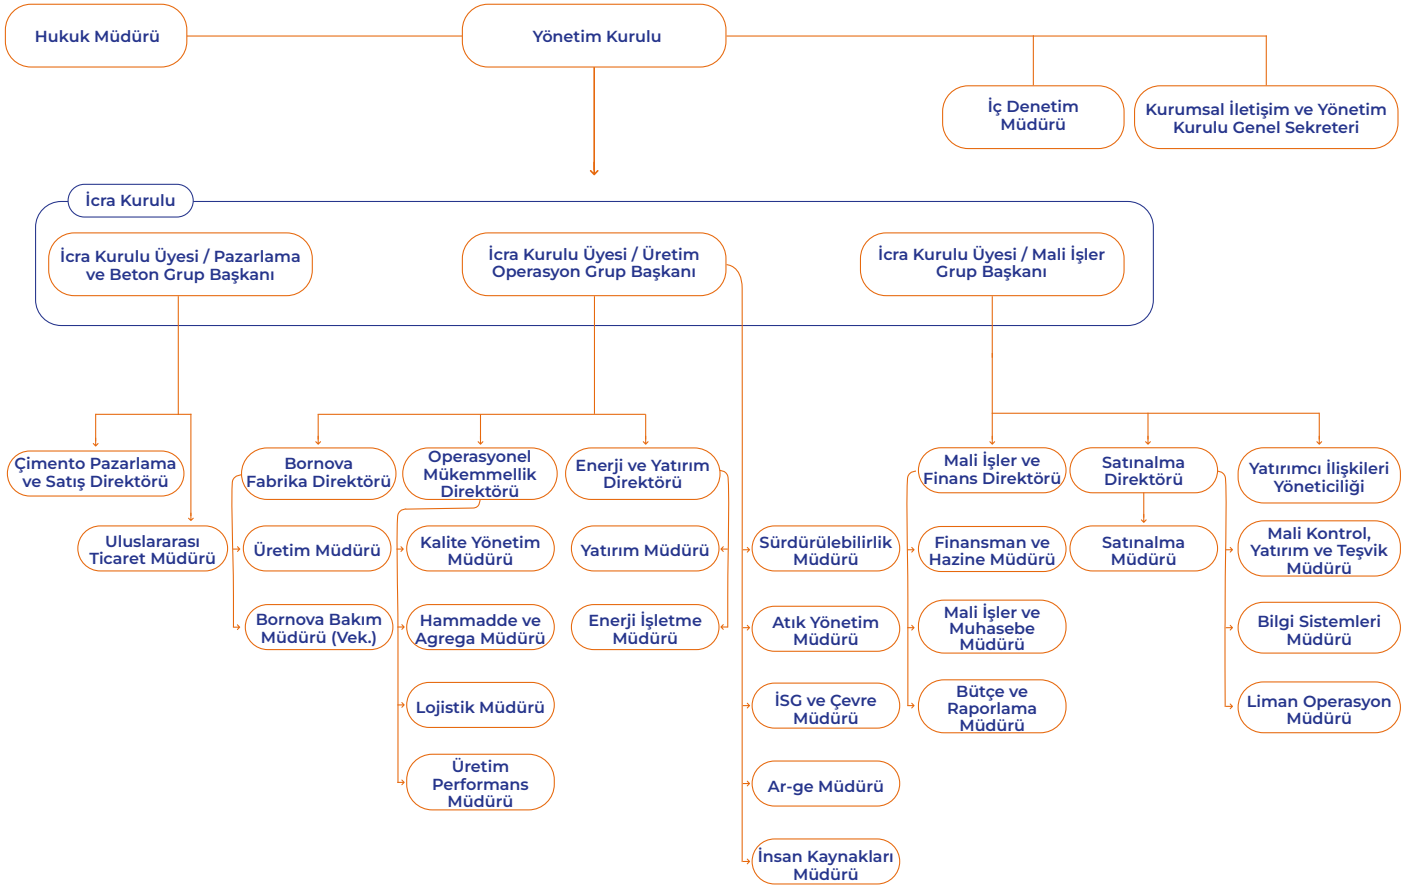 Hukuk Müdürü
Yönetim Kurulu
İç Denetim
Müdürü
Kurumsal İletişim ve Yönetim
Kurulu Genel Sekreteri
İcra Kurulu
İcra Kurulu Üyesi / Pazarlama
ve Beton Grup Başkanı
İcra Kurulu Üyesi / Üretim
Operasyon Grup Başkanı
İcra Kurulu Üyesi / Mali İşler
Grup Başkanı
Çimento Pazarlama
ve Satış Direktörü
Uluslararası
Ticaret Müdürü
Bornova
Fabrika Direktörü
Üretim Müdürü
Bornova Bakım
Müdürü (Vek.)
Operasyonel
Mükemmellik
Direktörü
Kalite Yönetim
Müdürü
Hammadde ve
Agrega Müdürü
Lojistik Müdürü
Üretim
Performans
Müdürü
Enerji ve Yatırım
Direktörü
Yatırım Müdürü
Enerji İşletme
Müdürü
Sürdürülebilirlik
Müdürü
Atık Yönetim
Müdürü
İSG ve Çevre
Müdürü
Ar-ge Müdürü
İnsan Kaynakları
Müdürü
Mali İşler ve
Finans Direktörü
Finansman ve
Hazine Müdürü
Mali İşler ve
Muhasebe
Müdürü
Bütçe ve
Raporlama
Müdürü
Satınalma
Direktörü
Satınalma
Müdürü
Yatırımcı İlişkileri
Yöneticiliği
Mali Kontrol,
Yatırım ve Teşvik
Müdürü
Bilgi Sistemleri
Müdürü
Liman Operasyon
Müdürü